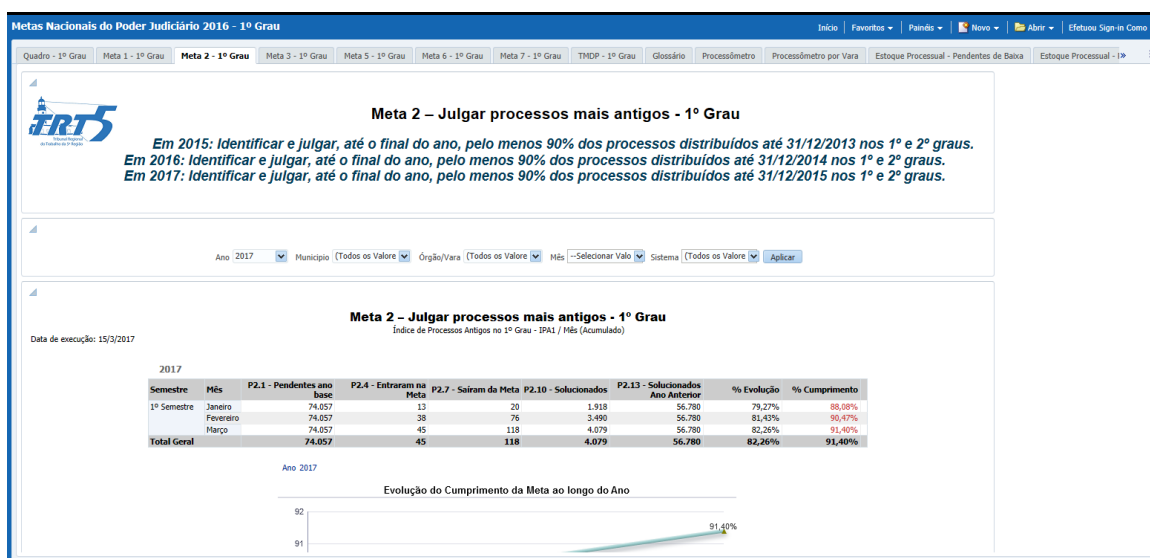 Metas Nacionais do Poder Judiciário 2016 - 1º Grau
Início Favoritos Painéis Novo Abrir Efetuou Sign-in Como
Quadro - 1º Grau Meta 1 - 1º Grau Meta 2 - 1º Grau Meta 3 - 1º Grau Meta 5 - 1º Grau Meta 6 - 1º Grau Meta 7 - 1º Grau TMDP - 1º Grau Glossário Processômetro Processômetro por Vara Estoque Processual - Pendentes de Baixa Estoque Processual - I»
TRT5
Tribunal Regional
do Trabalho da 5ª Região
Meta 2 – Julgar processos mais antigos - 1º Grau
Em 2015: Identificar e julgar, até o final do ano, pelo menos 90% dos processos distribuídos até 31/12/2013 nos 1º e 2º graus.
Em 2016: Identificar e julgar, até o final do ano, pelo menos 90% dos processos distribuídos até 31/12/2014 nos 1º e 2º graus.
Em 2017: Identificar e julgar, até o final do ano, pelo menos 90% dos processos distribuídos até 31/12/2015 nos 1º e 2º graus.
Ano 2017 Municipio (Todos os Valore Órgão/Vara (Todos os Valore Mês --Selecionar Valo Sistema (Todos os Valore Aplicar
Meta 2 – Julgar processos mais antigos - 1º Grau
Índice de Processos Antigos no 1º Grau - IPA1 / Mês (Acumulado)
Data de execução: 15/3/2017
2017
Semestre Mês P2.1 - Pendentes ano base P2.4 - Entraram na Meta P2.7 - Saíram da Meta P2.10 - Solucionados P2.13 - Solucionados Ano Anterior % Evolução % Cumprimento
1º Semestre Janeiro 74.057 13 20 1.918 56.780 79,27% 88,08%
Fevereiro 74.057 38 76 3.490 56.780 81,43% 90,47%
Março 74.057 45 118 4.079 56.780 82,26% 91,40%
Total Geral 74.057 45 118 4.079 56.780 82,26% 91,40%
Ano 2017
Evolução do Cumprimento da Meta ao longo do Ano
92
91,40%
91